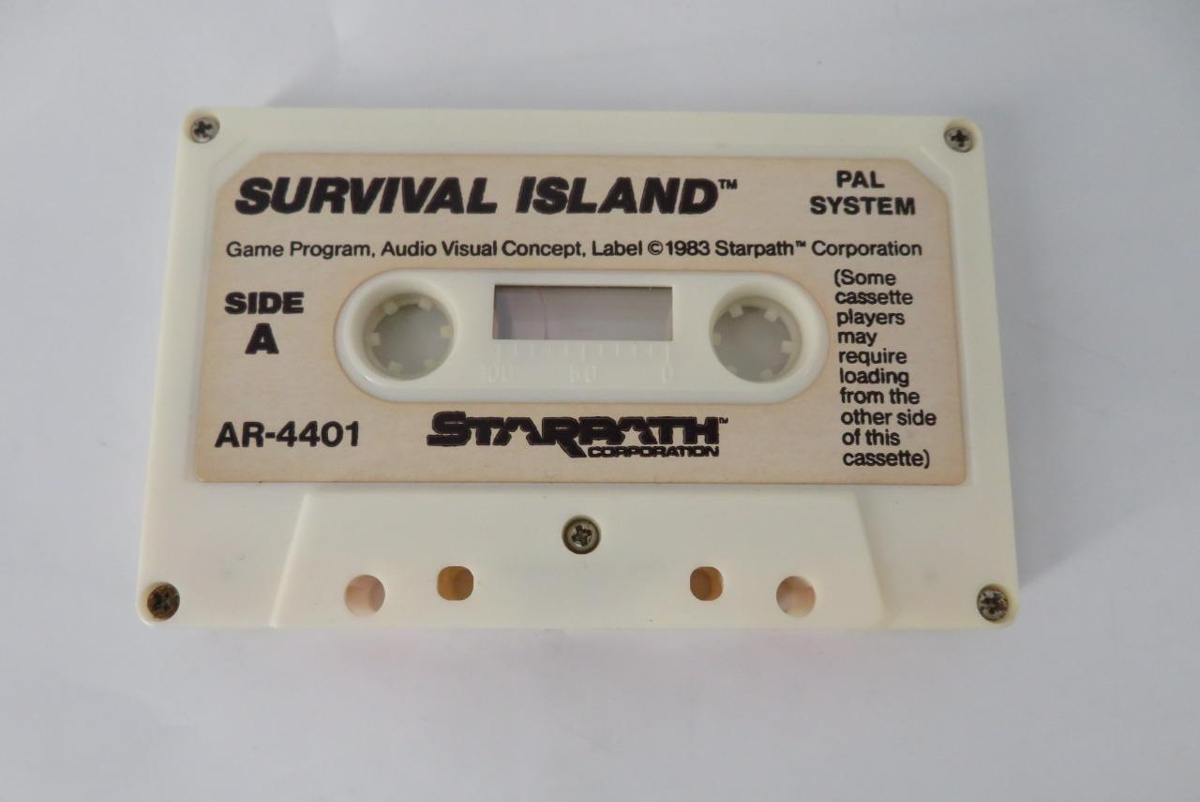 SURVIVAL ISLAND™
PAL
SYSTEM
Game Program, Audio Visual Concept, Label ©1983 Starpath™ Corporation
SIDE
A
(Some
cassette
players
may
require
loading
from the
other side
of this
cassette)
100 50 0
AR-4401
STARPATH™
CORPORATION